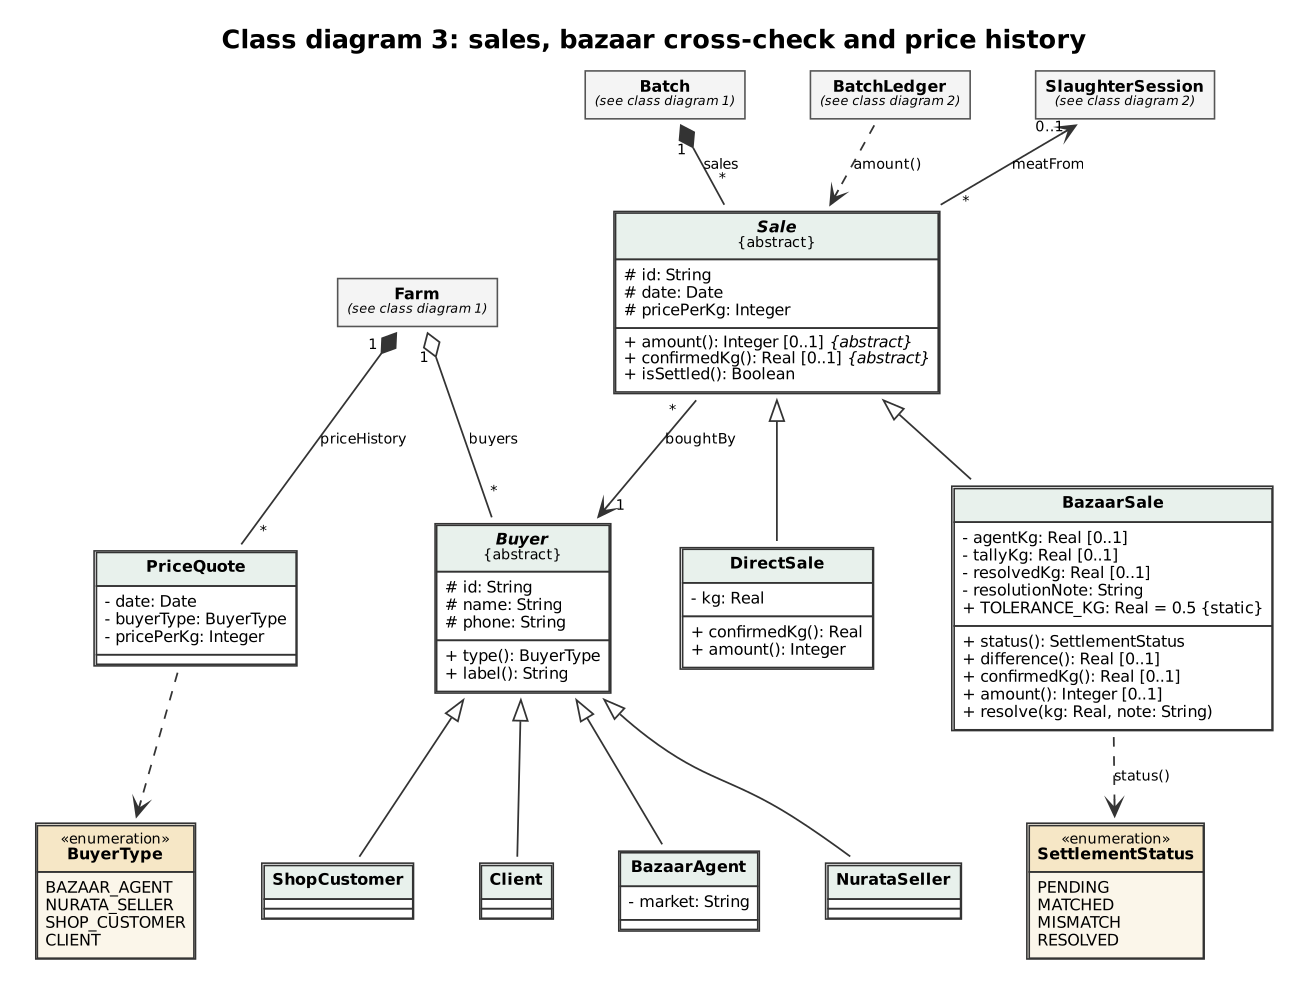 Class diagram 3: sales, bazaar cross-check and price history
Batch
(see class diagram 1)
BatchLedger
(see class diagram 2)
SlaughterSession
(see class diagram 2)
1
sales
*
amount()
0..1
meatFrom
*
Sale
{abstract}
# id: String
# date: Date
# pricePerKg: Integer
+ amount(): Integer [0..1] {abstract}
+ confirmedKg(): Real [0..1] {abstract}
+ isSettled(): Boolean
Farm
(see class diagram 1)
1
priceHistory
*
1
buyers
*
*
boughtBy
1
PriceQuote
- date: Date
- buyerType: BuyerType
- pricePerKg: Integer
Buyer
{abstract}
# id: String
# name: String
# phone: String
+ type(): BuyerType
+ label(): String
DirectSale
- kg: Real
+ confirmedKg(): Real
+ amount(): Integer
BazaarSale
- agentKg: Real [0..1]
- tallyKg: Real [0..1]
- resolvedKg: Real [0..1]
- resolutionNote: String
+ TOLERANCE_KG: Real = 0.5 {static}
+ status(): SettlementStatus
+ difference(): Real [0..1]
+ confirmedKg(): Real [0..1]
+ amount(): Integer [0..1]
+ resolve(kg: Real, note: String)
status()
«enumeration»
BuyerType
BAZAAR_AGENT
NURATA_SELLER
SHOP_CUSTOMER
CLIENT
ShopCustomer
Client
BazaarAgent
- market: String
NurataSeller
«enumeration»
SettlementStatus
PENDING
MATCHED
MISMATCH
RESOLVED